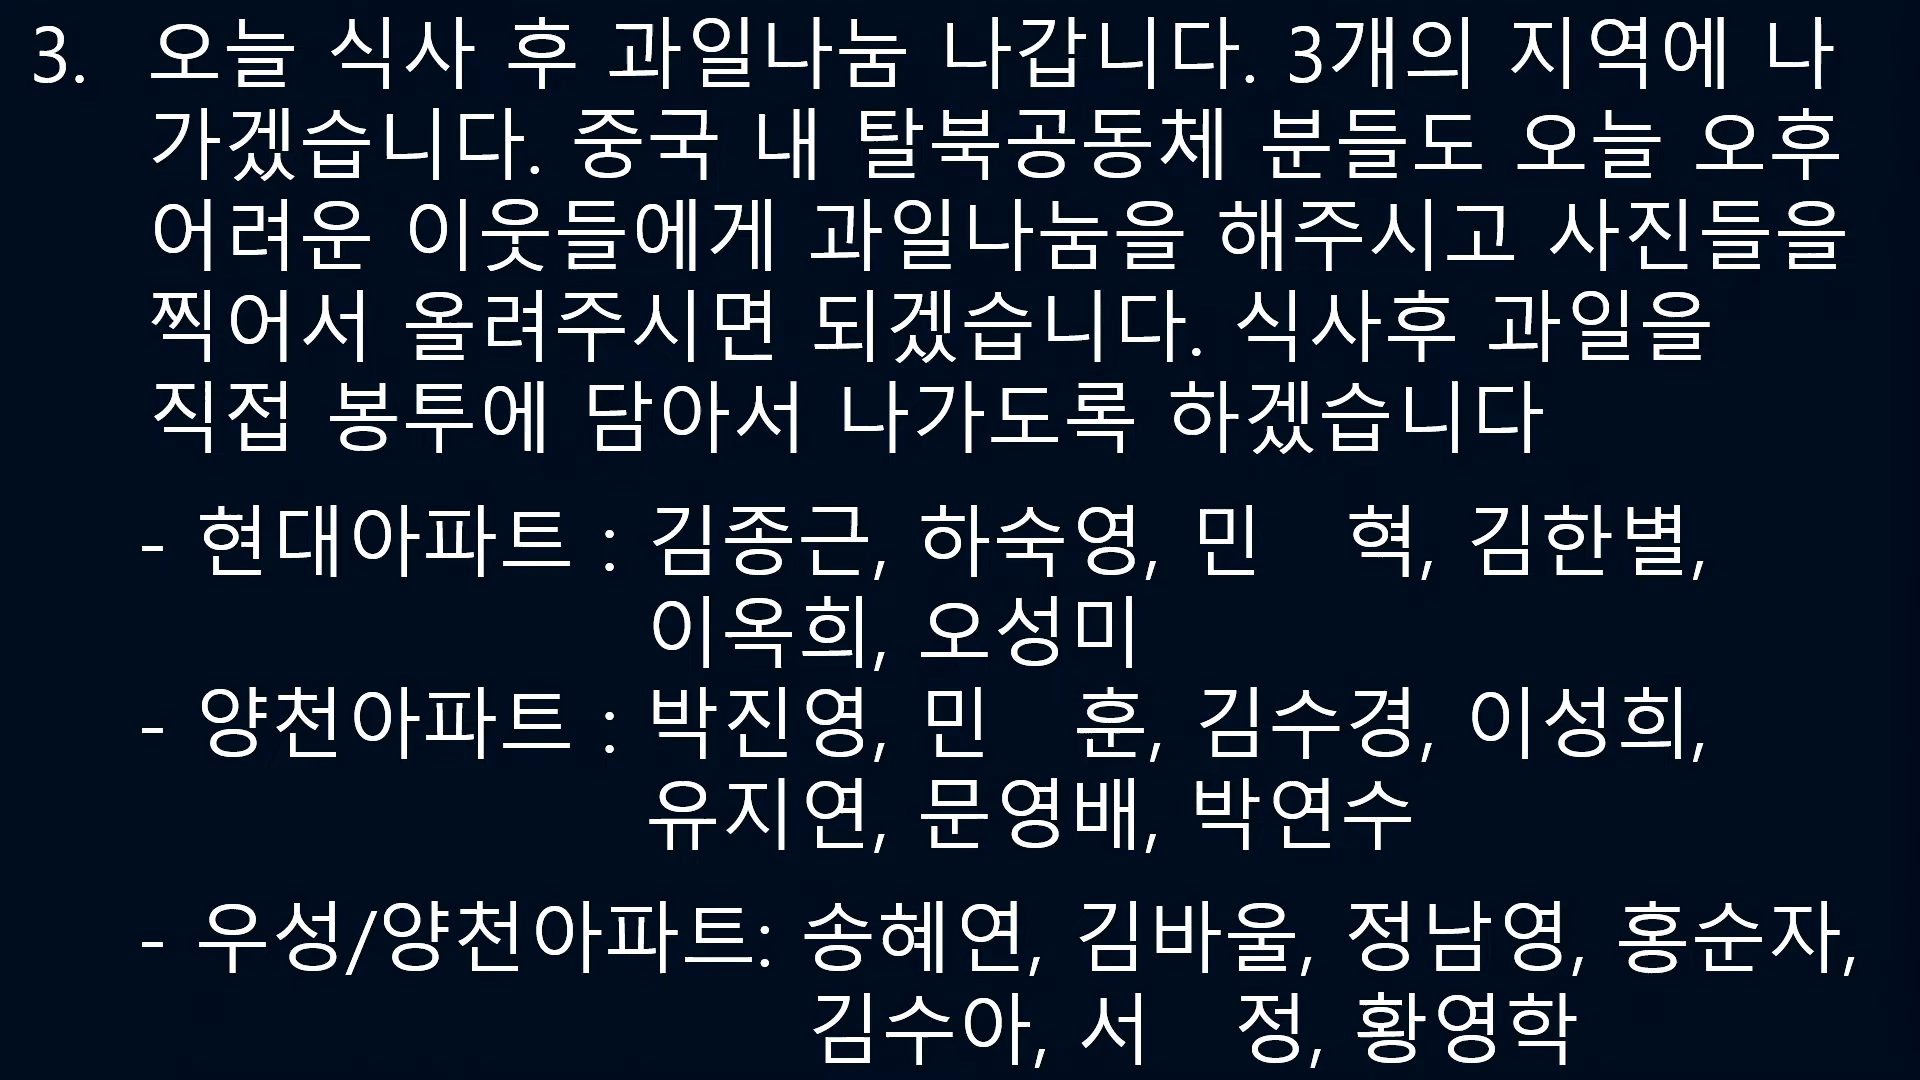 3. 오늘 식사 후 과일나눔 나갑니다. 3개의 지역에 나
가겠습니다. 중국 내 탈북공동체 분들도 오늘 오후
어려운 이웃들에게 과일나눔을 해주시고 사진들을
찍어서 올려주시면 되겠습니다. 식사후 과일을
직접 봉투에 담아서 나가도록 하겠습니다
- 현대아파트 : 김종근, 하숙영, 민 혁, 김한별,
이옥희, 오성미
- 양천아파트 : 박진영, 민 훈, 김수경, 이성희,
유지연, 문영배, 박연수
- 우성/양천아파트: 송혜연, 김바울, 정남영, 홍순자,
김수아, 서 정, 황영학